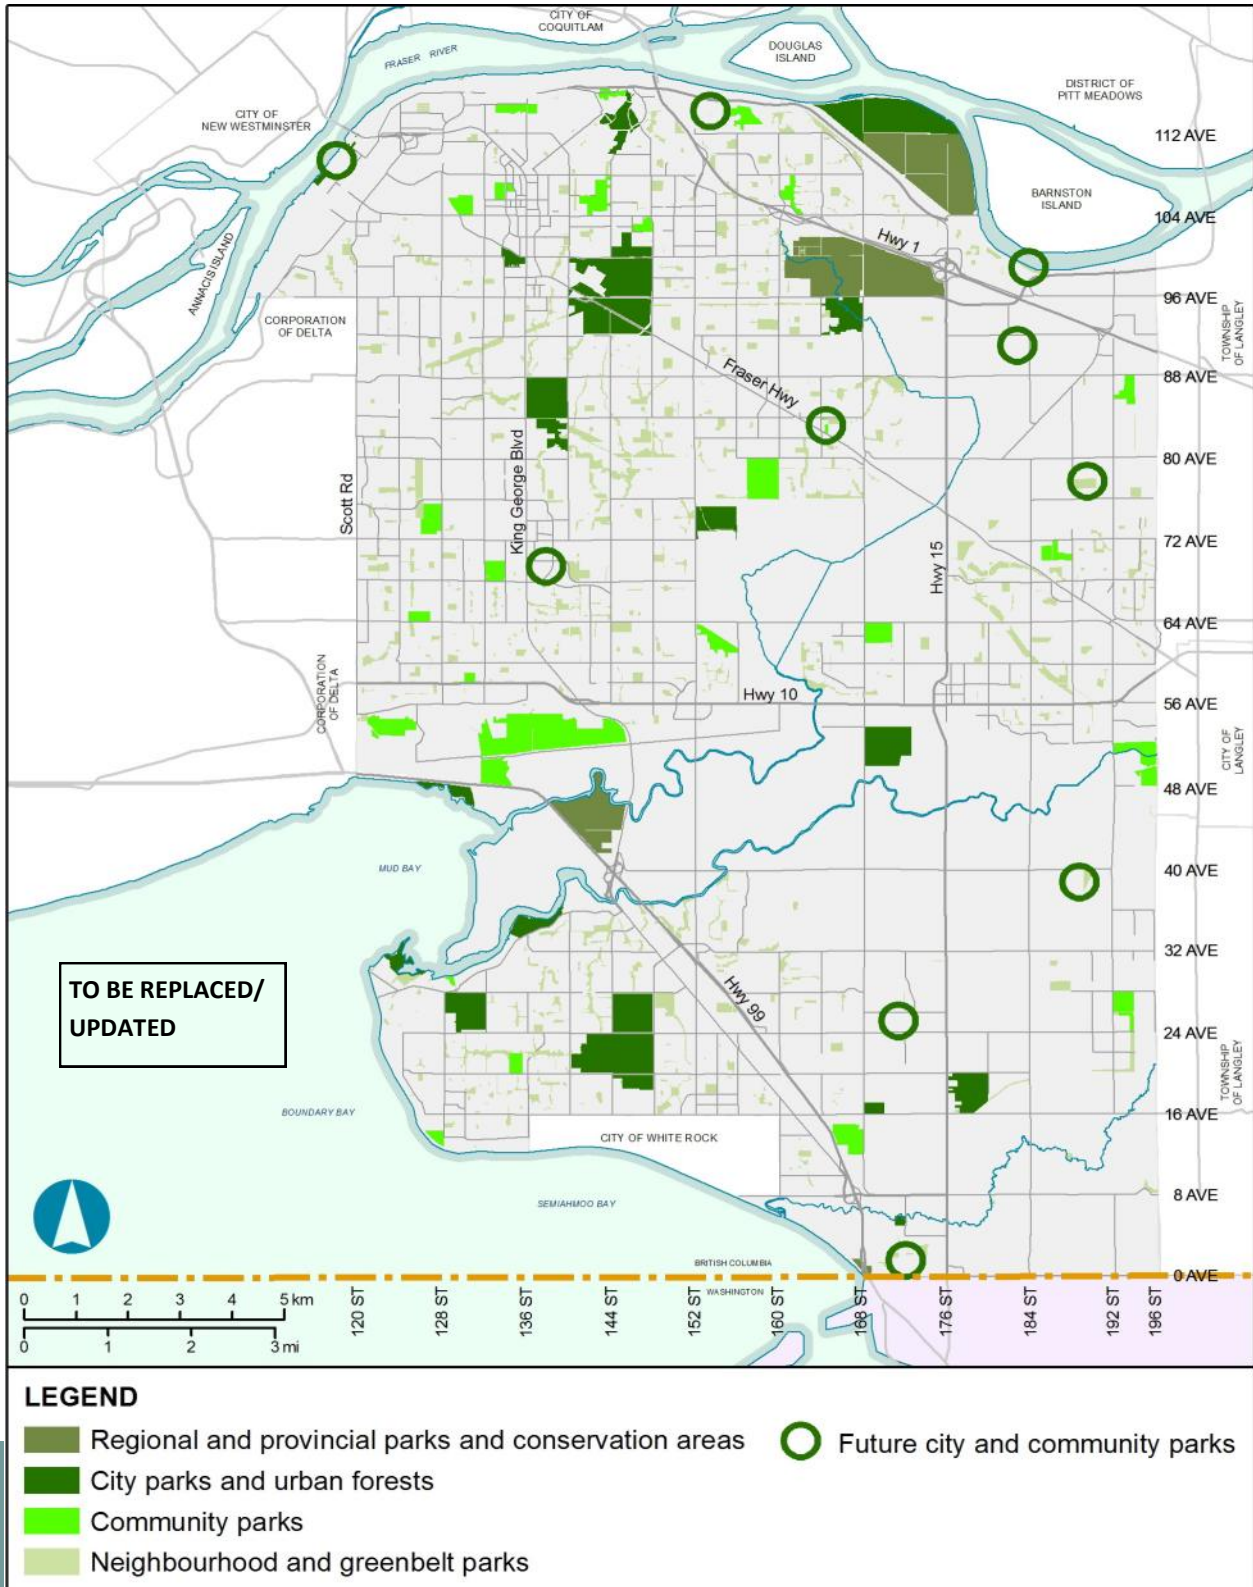 CITY OF
COQUITLAM
FRASER RIVER
DOUGLAS
ISLAND
DISTRICT OF
PITT MEADOWS
CITY OF
NEW WESTMINSTER
112 AVE
BARNSTON
ISLAND
104 AVE
Hwy 1
ANNACIS ISLAND
96 AVE
CORPORATION
OF DELTA
TOWNSHIP
OF LANGLEY
Fraser Hwy
88 AVE
King George Blvd
80 AVE
Scott Rd
72 AVE
Hwy 15
64 AVE
CORPORATION
OF DELTA
Hwy 10
56 AVE
CITY OF
LANGLEY
48 AVE
MUD BAY
40 AVE
32 AVE
TO BE REPLACED/
UPDATED
Hwy 99
24 AVE
TOWNSHIP
OF LANGLEY
BOUNDARY BAY
16 AVE
CITY OF WHITE ROCK
8 AVE
SEMIAHMOO BAY
BRITISH COLUMBIA
0 AVE
WASHINGTON
0 1 2 3 4 5 km
0 1 2 3 mi
120 ST
128 ST
136 ST
144 ST
152 ST
160 ST
168 ST
176 ST
184 ST
192 ST
196 ST
LEGEND
Regional and provincial parks and conservation areas
Future city and community parks
City parks and urban forests
Community parks
Neighbourhood and greenbelt parks